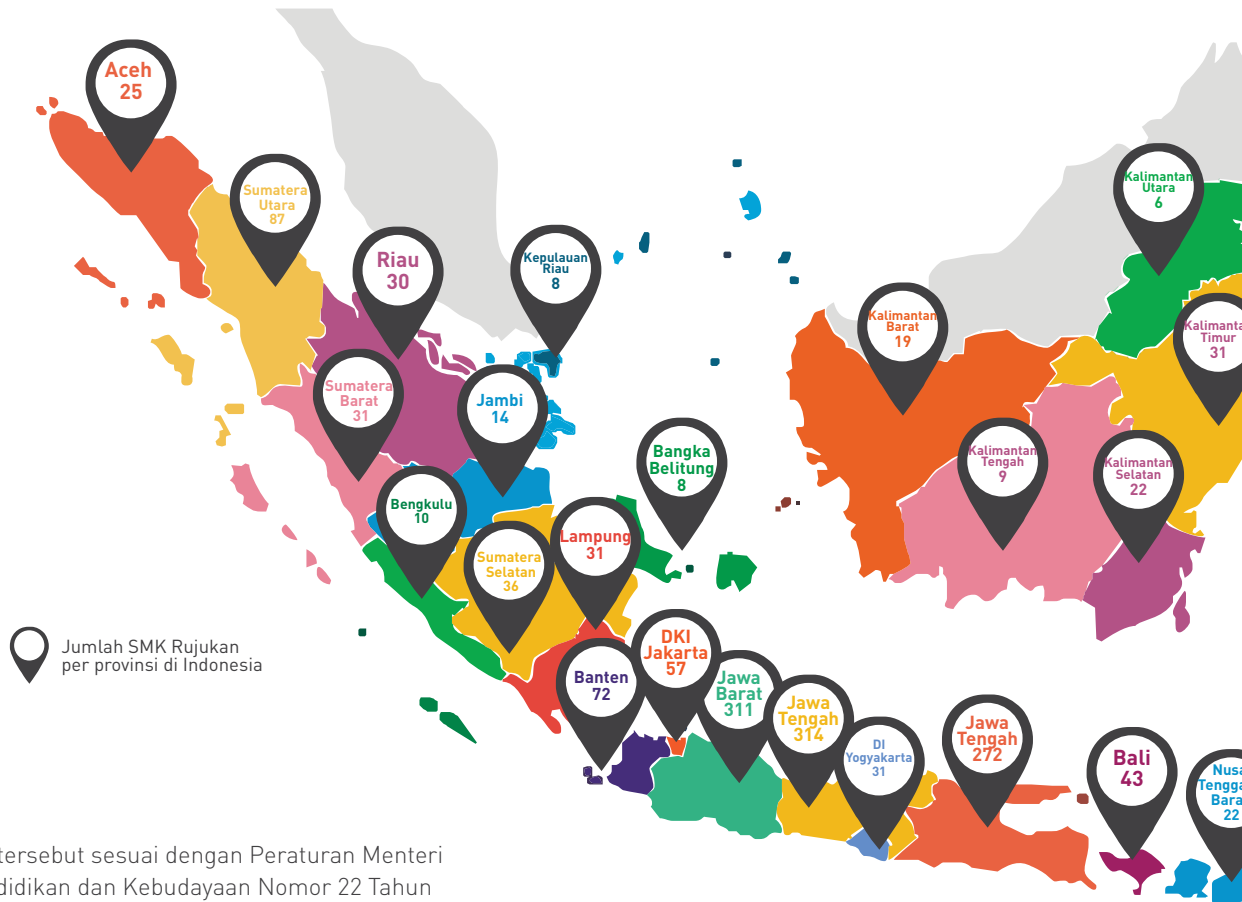 Aceh
25
Sumatera
Utara
87
Riau
30
Kepulauan
Riau
8
Kalimantan
Utara
6
Kalimantan
Barat
19
Kalimanta
Timur
31
Sumatera
Barat
31
Jambi
14
Bangka
Belitung
8
Kalimantan
Tengah
9
Kalimantan
Selatan
22
Bengkulu
10
Sumatera
Selatan
36
Lampung
31
Jumlah SMK Rujukan
per provinsi di Indonesia
Banten
72
DKI
Jakarta
57
Jawa
Barat
311
Jawa
Tengah
314
DI
Yogyakarta
31
Jawa
Tengah
272
Bali
43
Nusa
Tengga
Bara
22
tersebut sesuai dengan Peraturan Menteri
didikan dan Kebudayaan Nomor 22 Tahun